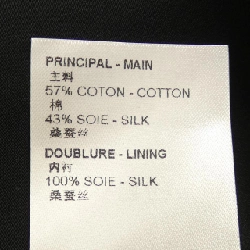 PRINCIPAL - MAIN
主料
57% COTON - COTTON
棉
43% SOIE - SILK
桑蚕丝
DOUBLURE - LINING
内衬
100% SOIE - SILK
桑蚕丝